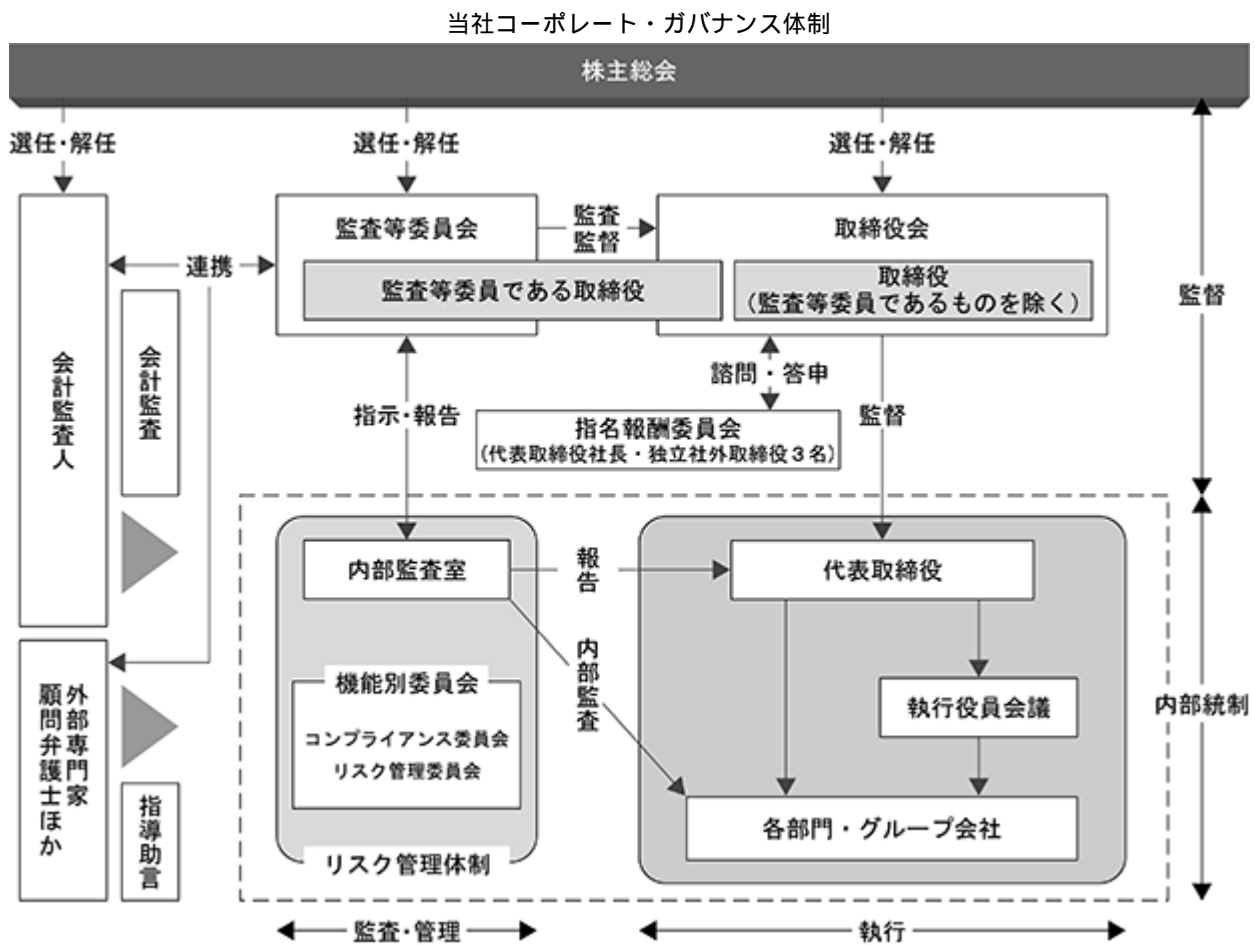 当社コーポレート・ガバナンス体制
株主総会
選任・解任
選任・解任
選任・解任
監査等委員会
監査
監督
取締役会
連携
監査等委員である取締役
取締役
（監査等委員であるものを除く）
監督
会計監査人
会計監査
諮問・答申
指示・報告
指名報酬委員会
（代表取締役社長・独立社外取締役３名）
監督
内部監査室
報告
代表取締役
内部監査
機能別委員会
コンプライアンス委員会
リスク管理委員会
執行役員会議
内部統制
外部専門家
顧問弁護士ほか
指導助言
各部門・グループ会社
リスク管理体制
監査・管理
執行